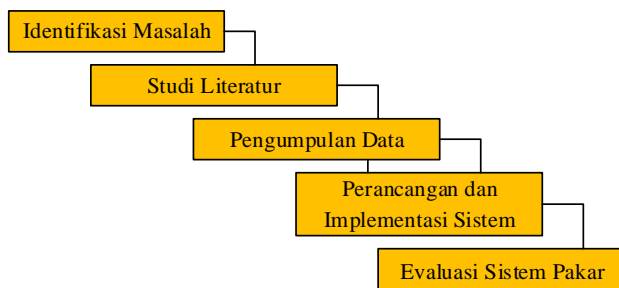 Identifikasi Masalah
Studi Literatur
Pengumpulan Data
Perancangan dan
Implementasi Sistem
Evaluasi Sistem Pakar